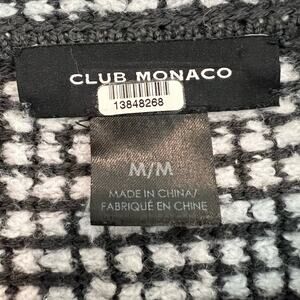 CLUB MONACO
13848268
M/M
MADE IN CHINA/
FABRIQUÉ EN CHINE